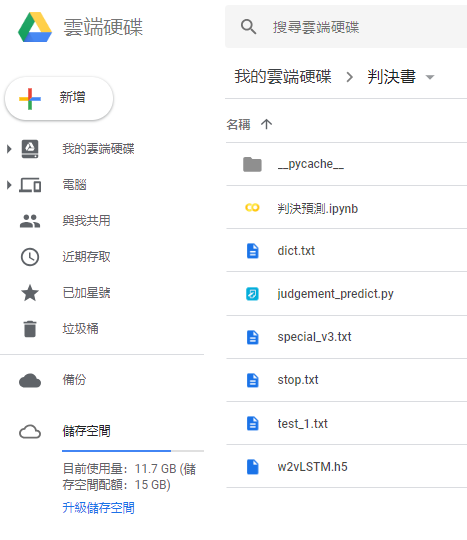 雲端硬碟
搜尋雲端硬碟
新增
我的雲端硬碟
電腦
與我共用
近期存取
已加星號
垃圾桶
備份
儲存空間
目前使用量：11.7 GB (儲
存空間配額：15 GB)
升級儲存空間
我的雲端硬碟 > 判決書
名稱 ↑
__pycache__
判決預測.ipynb
dict.txt
judgement_predict.py
special_v3.txt
stop.txt
test_1.txt
w2vLSTM.h5